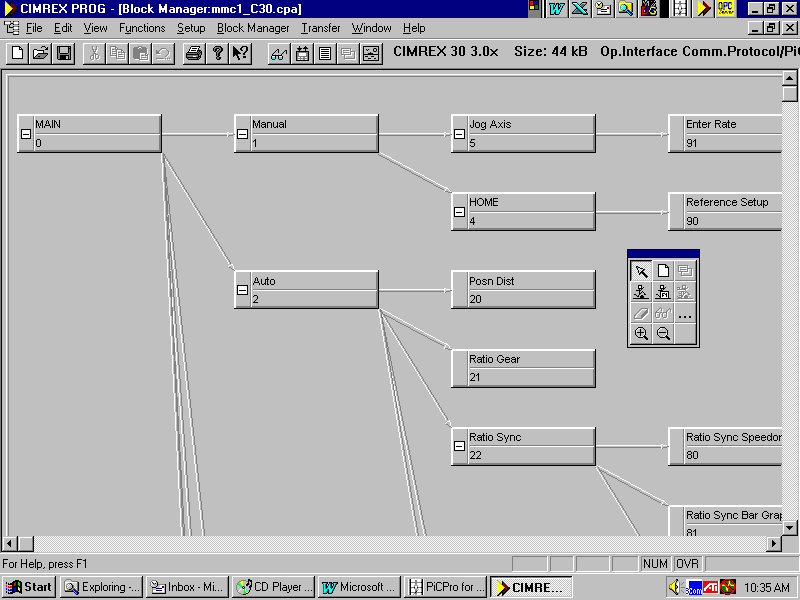 CIMREX PROG - [Block Manager:mmc1_C30.cpa]
File Edit View Functions Setup Block Manager Transfer Window Help
CIMREX 30 3.0x Size: 44 kB Op.Interface Comm.Protocol/PiC
MAIN
0
Manual
1
Jog Axis
5
Enter Rate
91
HOME
4
Reference Setup
90
Auto
2
Posn Dist
20
Ratio Gear
21
Ratio Sync
22
Ratio Sync Speedor
80
Ratio Sync Bar Grap
81
For Help, press F1
NUM OVR
Start Exploring -... Inbox - Mi... CD Player ... Microsoft ... PiCPro for ... CIMRE... 10:35 AM